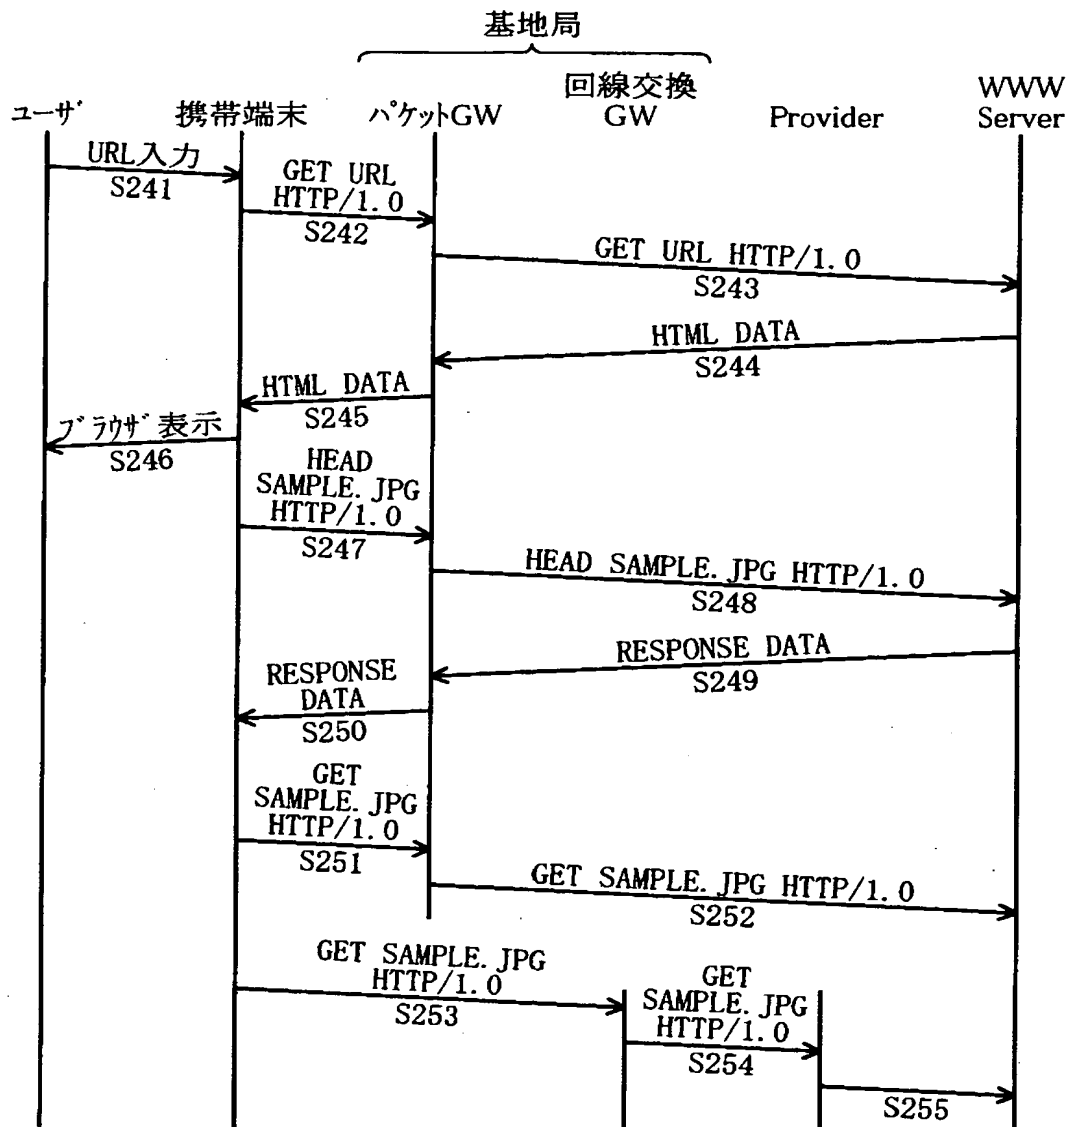 基地局
回線交換
WWW
ユーザ
携帯端末
パケットGW
GW
Provider
Server
URL入力
S241
GET URL
HTTP/1.0
S242
GET URL HTTP/1.0
S243
HTML DATA
S244
HTML DATA
S245
ブラウザ表示
S246
HEAD
SAMPLE.JPG
HTTP/1.0
S247
HEAD SAMPLE.JPG HTTP/1.0
S248
RESPONSE DATA
S249
RESPONSE
DATA
S250
GET
SAMPLE.JPG
HTTP/1.0
S251
GET SAMPLE.JPG HTTP/1.0
S252
GET SAMPLE.JPG
HTTP/1.0
S253
GET
SAMPLE.JPG
HTTP/1.0
S254
S255